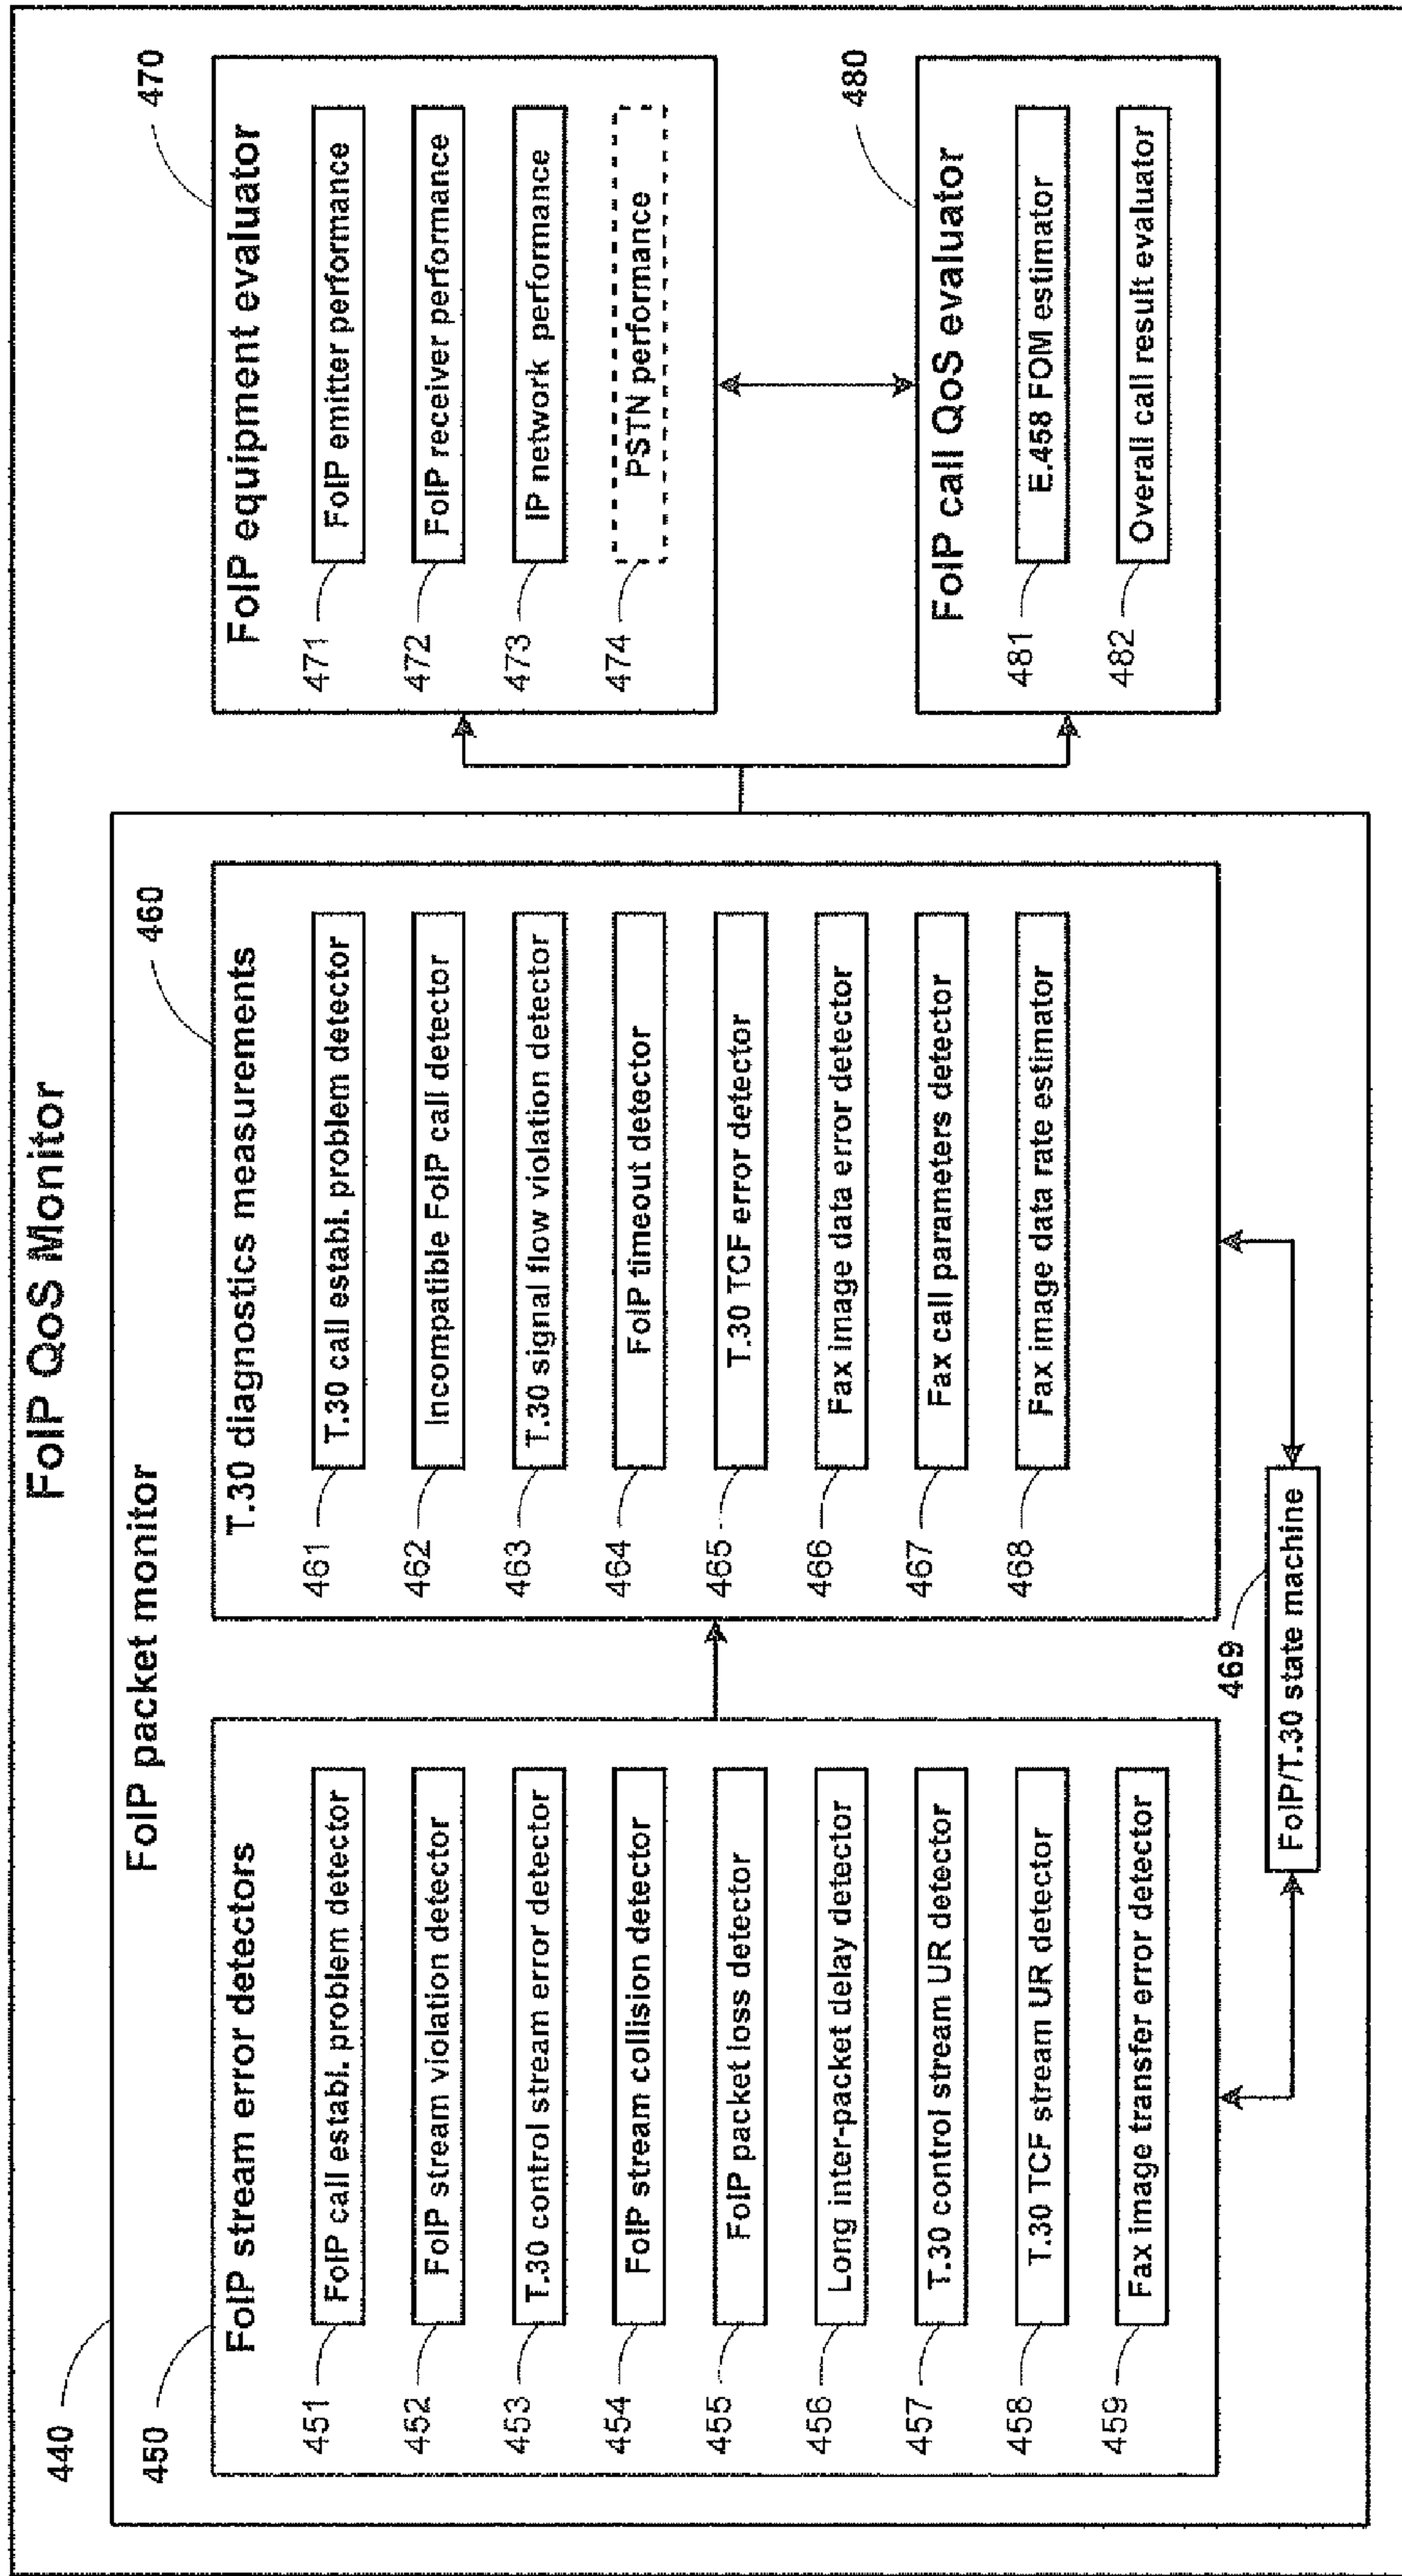 FoIP QoS Monitor
440
FoIP packet monitor
450
FoIP stream error detectors
451 FoIP call establ. problem detector
452 FoIP stream violation detector
453 T.30 control stream error detector
454 FoIP stream collision detector
455 FoIP packet loss detector
456 Long inter-packet delay detector
457 T.30 control stream UR detector
458 T.30 TCF stream UR detector
459 Fax image transfer error detector
460
T.30 diagnostics measurements
461 T.30 call establ. problem detector
462 Incompatible FoIP call detector
463 T.30 signal flow violation detector
464 FoIP timeout detector
465 T.30 TCF error detector
466 Fax image data error detector
467 Fax call parameters detector
468 Fax image data rate estimator
469
FoIP/T.30 state machine
470
FoIP equipment evaluator
471 FoIP emitter performance
472 FoIP receiver performance
473 IP network performance
474 PSTN performance
480
FoIP call QoS evaluator
481 E.458 FOM estimator
482 Overall call result evaluator